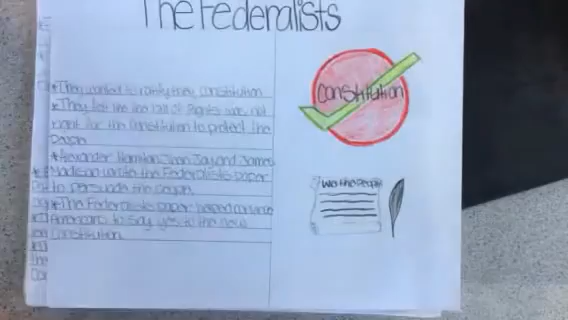 The Federalists
*They wanted to ratify they constitution
*They felt the the bill of Rights was not
right for the Constitution to protect the
*Alexander Hamilton John Jay and James
Madison wrote the Federalists paper
to persuade the people
*The Federalists paper helped convince
Americans to say yes to the new
Constitution
Constitution
We the People